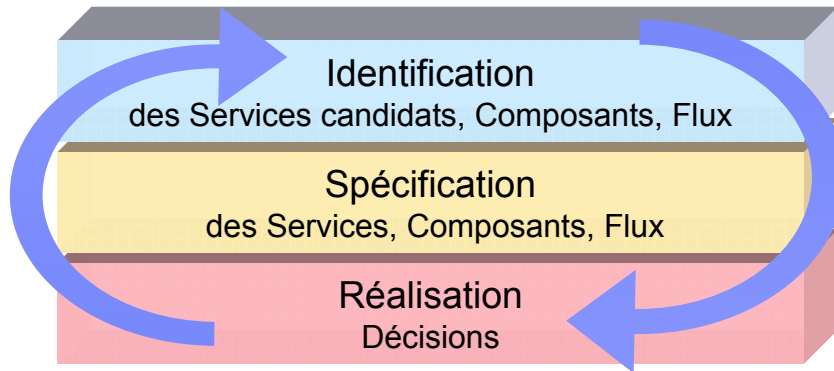 Identification
des Services candidats, Composants, Flux
Spécification
des Services, Composants, Flux
Réalisation
Décisions